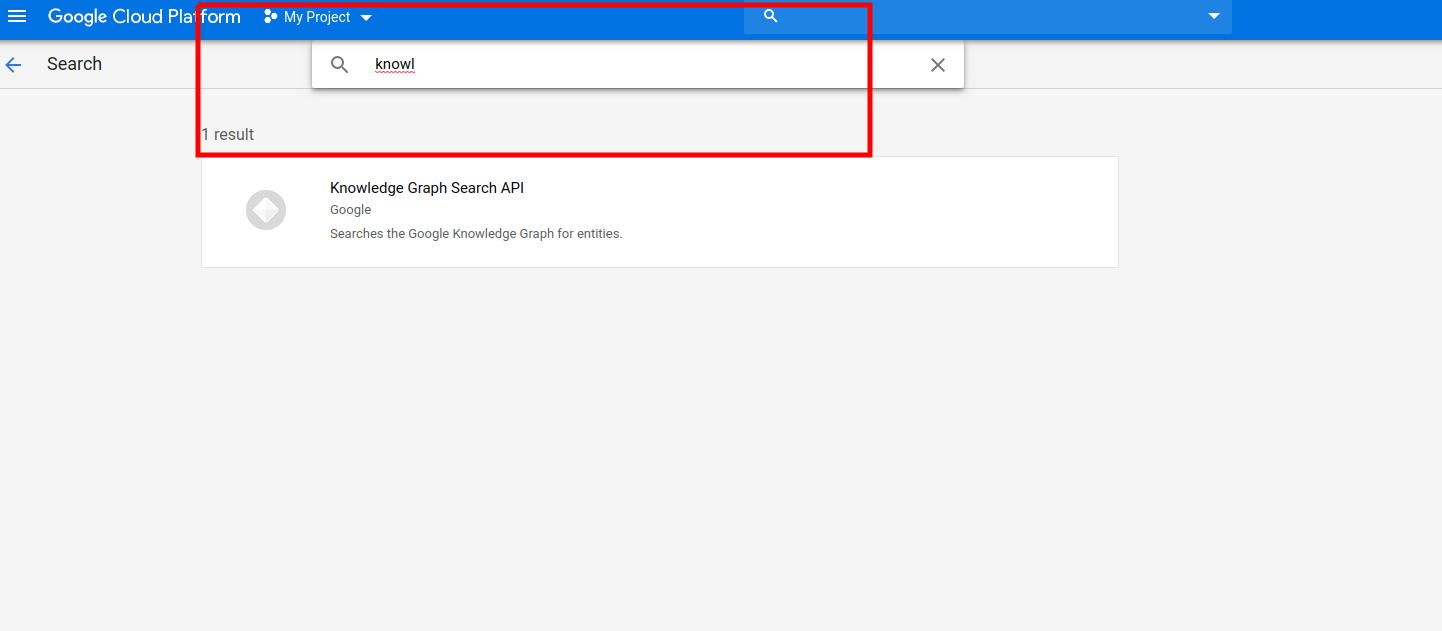 Google Cloud Platform My Project
Search
knowl
1 result
Knowledge Graph Search API
Google
Searches the Google Knowledge Graph for entities.